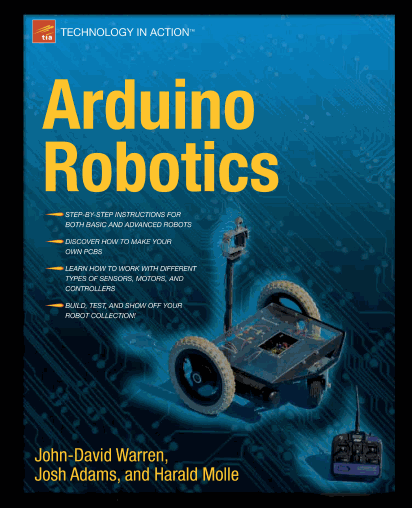 tia
TECHNOLOGY IN ACTION™
Arduino
Robotics
STEP-BY-STEP INSTRUCTIONS FOR
BOTH BASIC AND ADVANCED ROBOTS
DISCOVER HOW TO MAKE YOUR
OWN PCBS
LEARN HOW TO WORK WITH DIFFERENT
TYPES OF SENSORS, MOTORS, AND
CONTROLLERS
BUILD, TEST, AND SHOW OFF YOUR
ROBOT COLLECTION!
John-David Warren,
Josh Adams, and Harald Molle